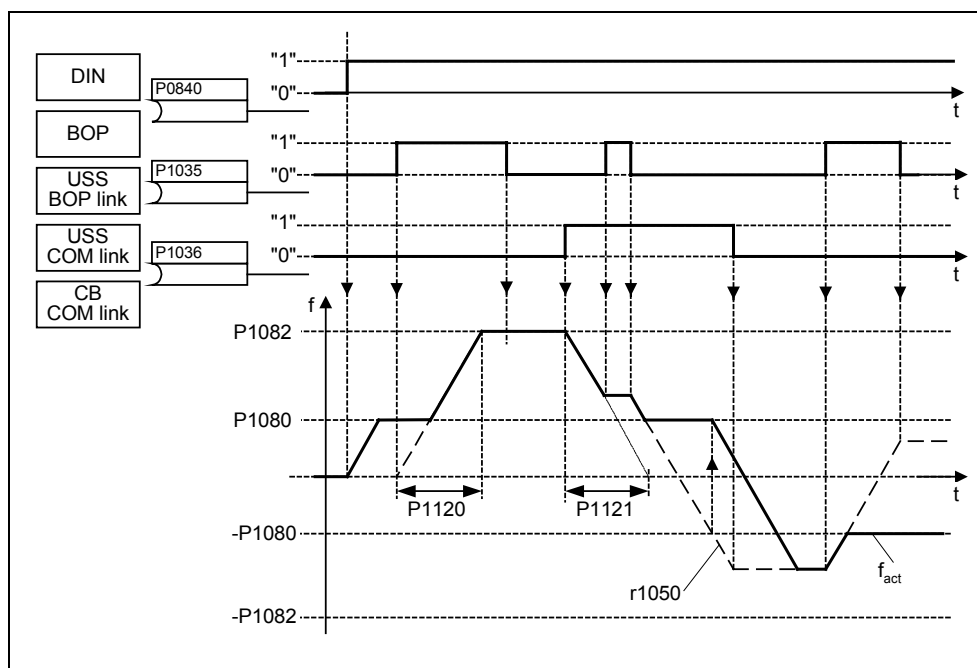 DIN
BOP
USS
BOP link
USS
COM link
CB
COM link
P0840
P1035
P1036
"1"
"0"
t
"1"
"0"
t
"1"
"0"
t
f
P1082
P1080
t
P1120
P1121
-P1080
r1050
fact
-P1082